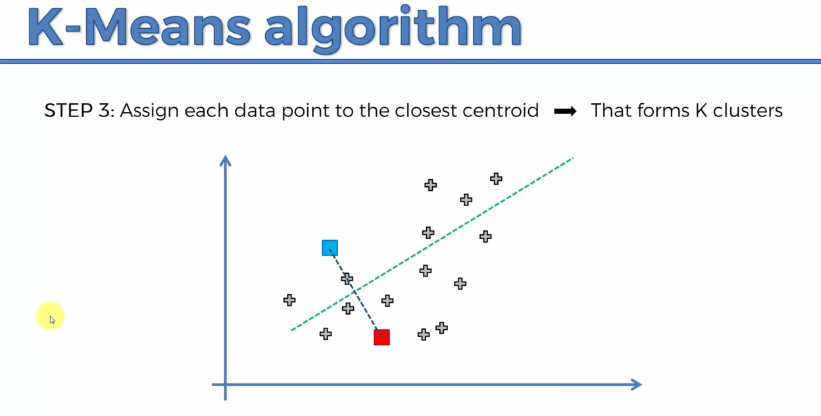 K-Means algorithm
STEP 3: Assign each data point to the closest centroid ➡ That forms K clusters